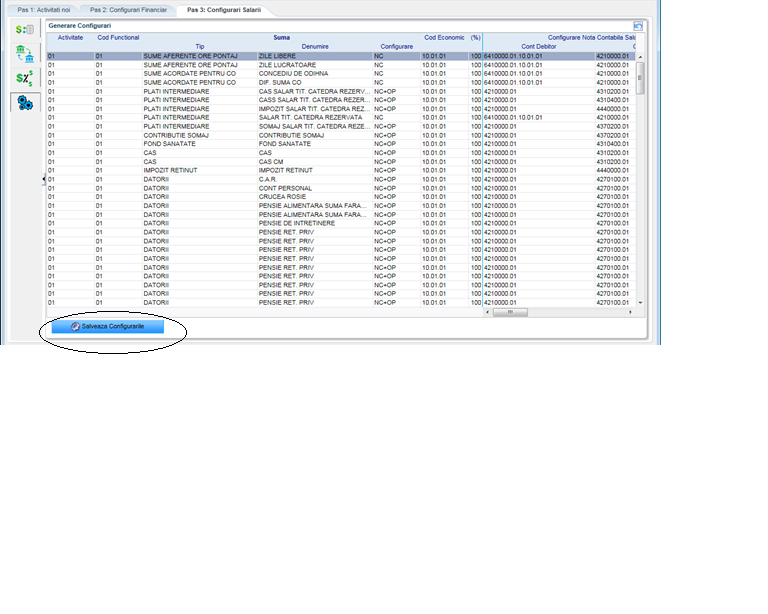 Pas 1: Activitati noi Pas 2: Configurari Financiar Pas 3: Configurari Salarii
Generare Configurari
Activitate Cod Functional Suma Cod Economic (%) Configurare Nota Contabila Sala
Tip Denumire Configurare Cont Debitor C
01 01 SUME AFERENTE ORE PONTAJ ZILE LIBERE NC 10.01.01 100 6410000.01.10.01.01 4210000.01
01 01 SUME AFERENTE ORE PONTAJ ZILE LUCRATOARE NC 10.01.01 100 6410000.01.10.01.01 4210000.01
01 01 SUME ACORDATE PENTRU CO CONCEDIU DE ODIHNA NC 10.01.01 100 6410000.01.10.01.01 4210000.01
01 01 SUME ACORDATE PENTRU CO DIF. SUMA CO NC 10.01.01 100 6410000.01.10.01.01 4210000.01
01 01 PLATI INTERMEDIARE CAS SALAR TIT. CATEDRA REZERV... NC+OP 10.01.01 100 4210000.01 4310200.01
01 01 PLATI INTERMEDIARE CASS SALAR TIT. CATEDRA REZER... NC+OP 10.01.01 100 4210000.01 4310400.01
01 01 PLATI INTERMEDIARE IMPOZIT SALAR TIT. CATEDRA REZ... NC+OP 10.01.01 100 4210000.01 4440000.01
01 01 PLATI INTERMEDIARE SALAR TIT. CATEDRA REZERVATA NC 10.01.01 100 6410000.01.10.01.01 4210000.01
01 01 PLATI INTERMEDIARE SOMAJ SALAR TIT. CATEDRA REZE... NC+OP 10.01.01 100 4210000.01 4370200.01
01 01 CONTRIBUTIE SOMAJ CONTRIBUTIE SOMAJ NC+OP 10.01.01 100 4210000.01 4370200.01
01 01 FOND SANATATE FOND SANATATE NC+OP 10.01.01 100 4210000.01 4310400.01
01 01 CAS CAS NC+OP 10.01.01 100 4210000.01 4310200.01
01 01 CAS CAS CM NC+OP 10.01.01 100 4210000.01 4310200.01
01 01 IMPOZIT RETINUT IMPOZIT RETINUT NC+OP 10.01.01 100 4210000.01 4440000.01
01 01 DATORII C.A.R. NC+OP 10.01.01 100 4210000.01 4270100.01
01 01 DATORII CONT PERSONAL NC+OP 10.01.01 100 4210000.01 4270100.01
01 01 DATORII CRUCEA ROSIE NC+OP 10.01.01 100 4210000.01 4270100.01
01 01 DATORII PENSIE ALIMENTARA SUMA FARA... NC+OP 10.01.01 100 4210000.01 4270100.01
01 01 DATORII PENSIE ALIMENTARA SUMA FARA... NC+OP 10.01.01 100 4210000.01 4270100.01
01 01 DATORII PENSIE DE INTRETINERE NC+OP 10.01.01 100 4210000.01 4270100.01
01 01 DATORII PENSIE RET. PRIV NC+OP 10.01.01 100 4210000.01 4270100.01
01 01 DATORII PENSIE RET. PRIV NC+OP 10.01.01 100 4210000.01 4270100.01
01 01 DATORII PENSIE RET. PRIV NC+OP 10.01.01 100 4210000.01 4270100.01
01 01 DATORII PENSIE RET. PRIV NC+OP 10.01.01 100 4210000.01 4270100.01
01 01 DATORII PENSIE RET. PRIV NC+OP 10.01.01 100 4210000.01 4270100.01
01 01 DATORII PENSIE RET. PRIV NC+OP 10.01.01 100 4210000.01 4270100.01
01 01 DATORII PENSIE RET. PRIV NC+OP 10.01.01 100 4210000.01 4270100.01
01 01 DATORII PENSIE RET. PRIV NC+OP 10.01.01 100 4210000.01 4270100.01
01 01 DATORII PENSIE RET. PRIV NC+OP 10.01.01 100 4210000.01 4270100.01
Salveaza Configurarile